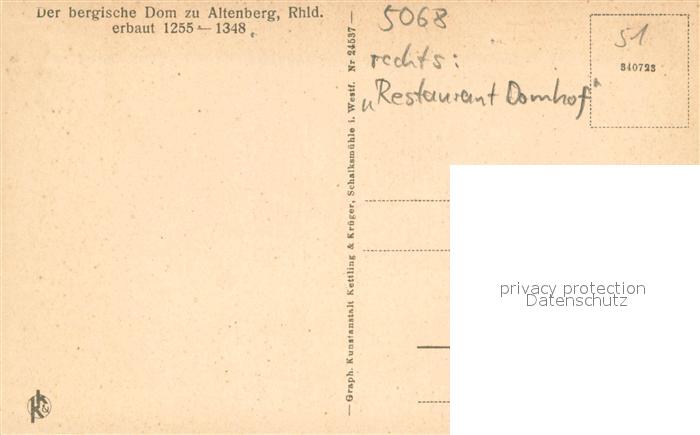 Der bergische Dom zu Altenberg, Rhld.
erbaut 1255 — 1348
5068
rechts:
„Restaurant Domhof"
51
340723
— Graph. Kunstanstalt Kettling & Krüger, Schalksmühle i. Westf. Nr 24537 —
privacy protection
Datenschutz
K&